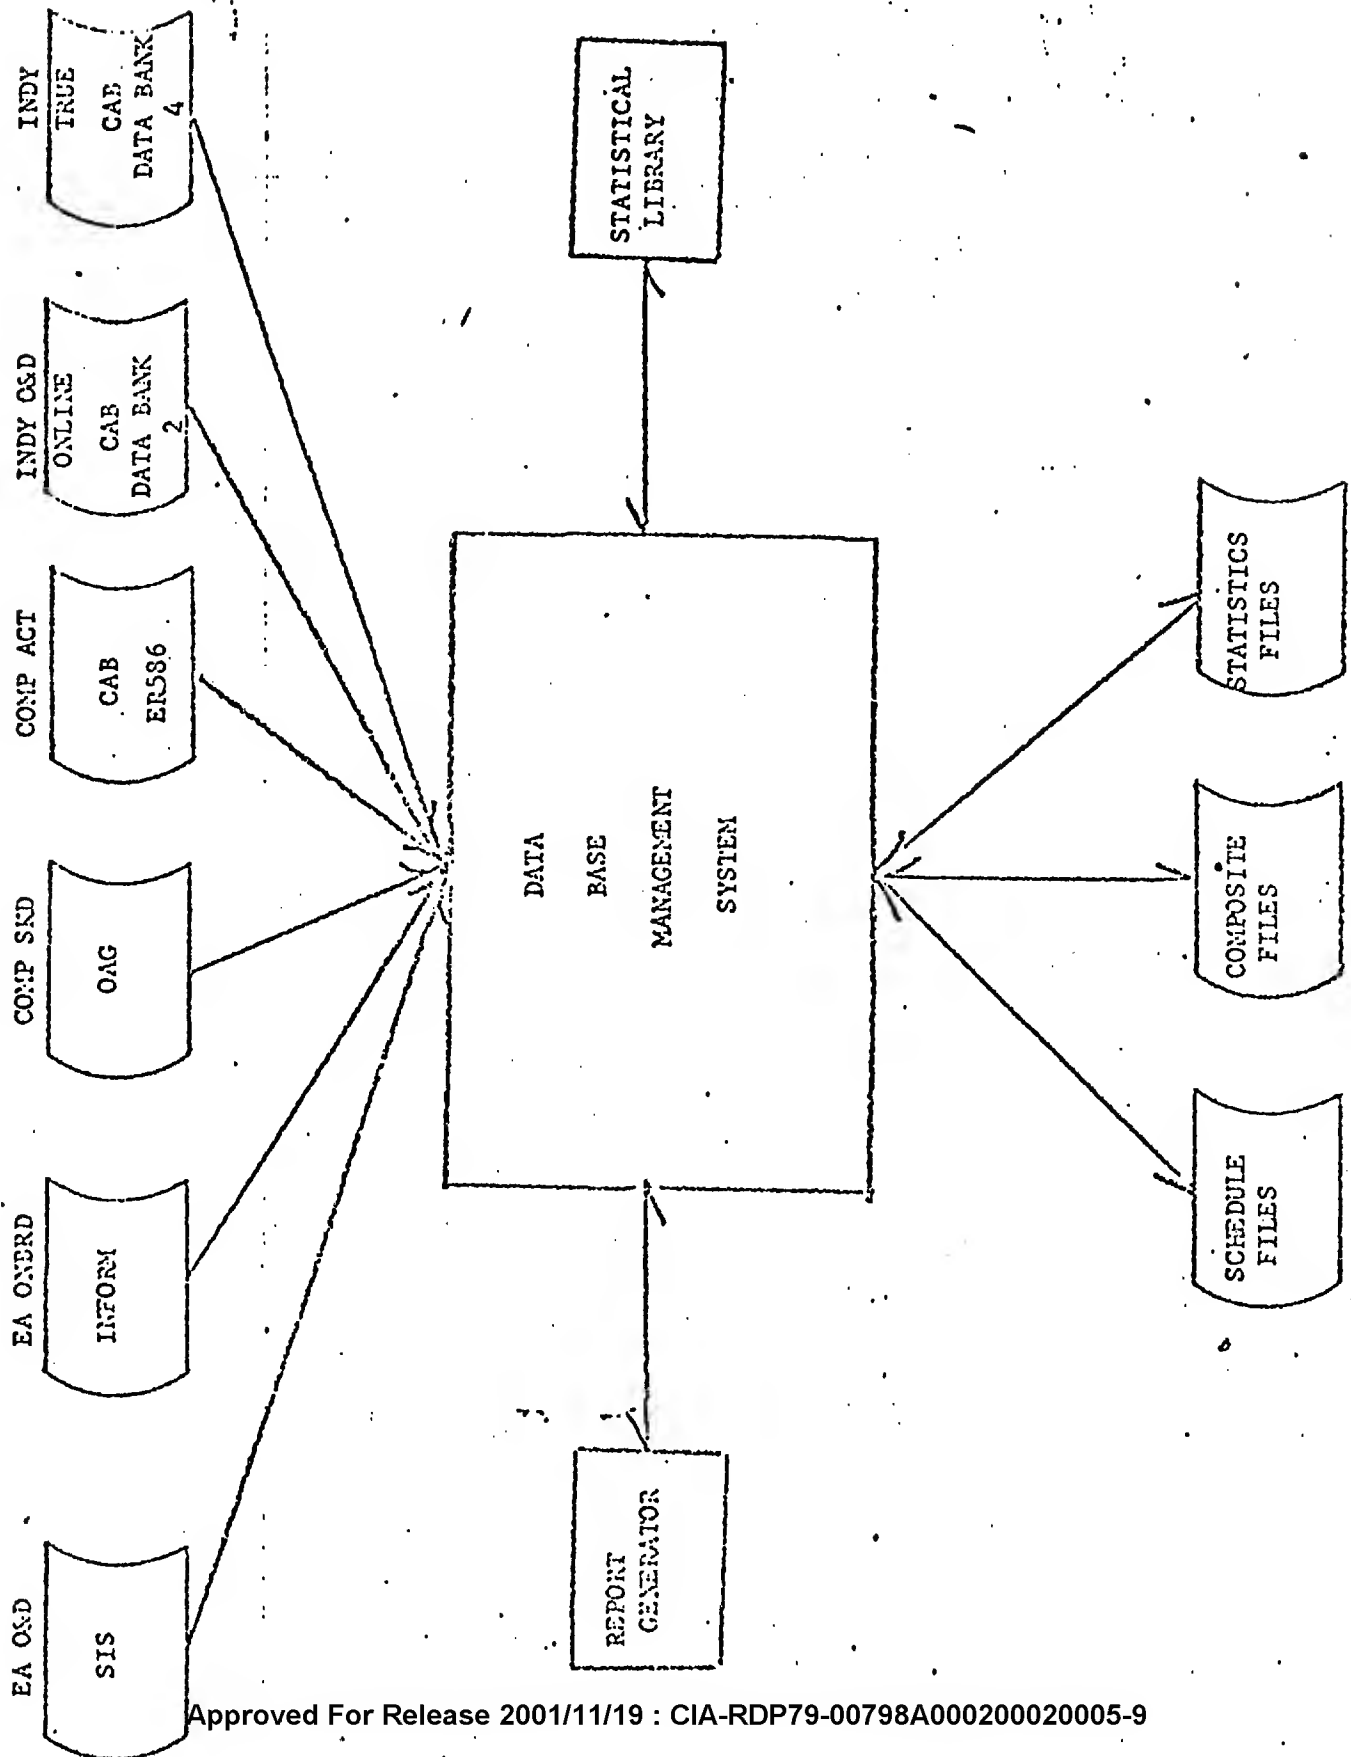 EA O&D
SIS
EA ONBRD
INFORM
COMP SKD
OAG
COMP ACT
CAB
ER586
INDY O&D
ONLINE
CAB
DATA BANK
2
INDY
TRUE
CAB
DATA BANK
4
REPORT
GENERATOR
DATA
BASE
MANAGEMENT
SYSTEM
STATISTICAL
LIBRARY
SCHEDULE
FILES
COMPOSITE
FILES
STATISTICS
FILES
Approved For Release 2001/11/19 : CIA-RDP79-00798A000200020005-9